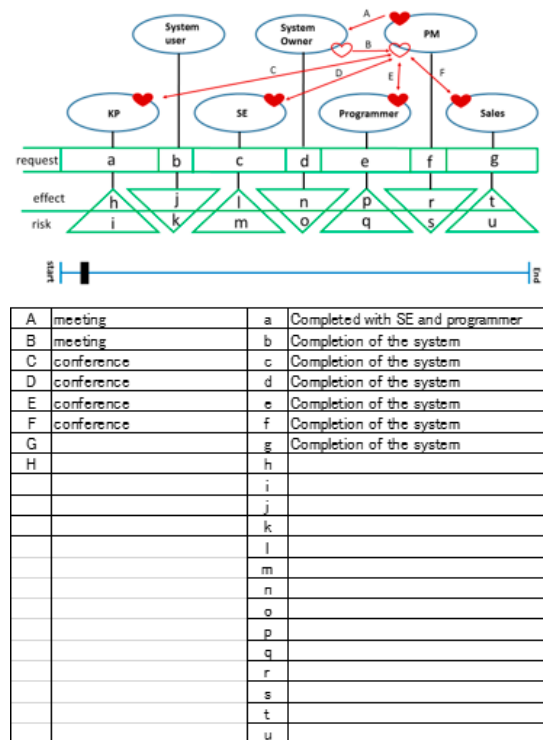 System user
System Owner
PM
A
B
C
D
E
F
KP
SE
Programmer
Sales
request
a b c d e f g
effect
h j l n p r t
risk
i k m o q s u
start
End
A meeting a Completed with SE and programmer
B meeting b Completion of the system
C conference c Completion of the system
D conference d Completion of the system
E conference e Completion of the system
F conference f Completion of the system
G g Completion of the system
H h
i
j
k
l
m
n
o
p
q
r
s
t
u